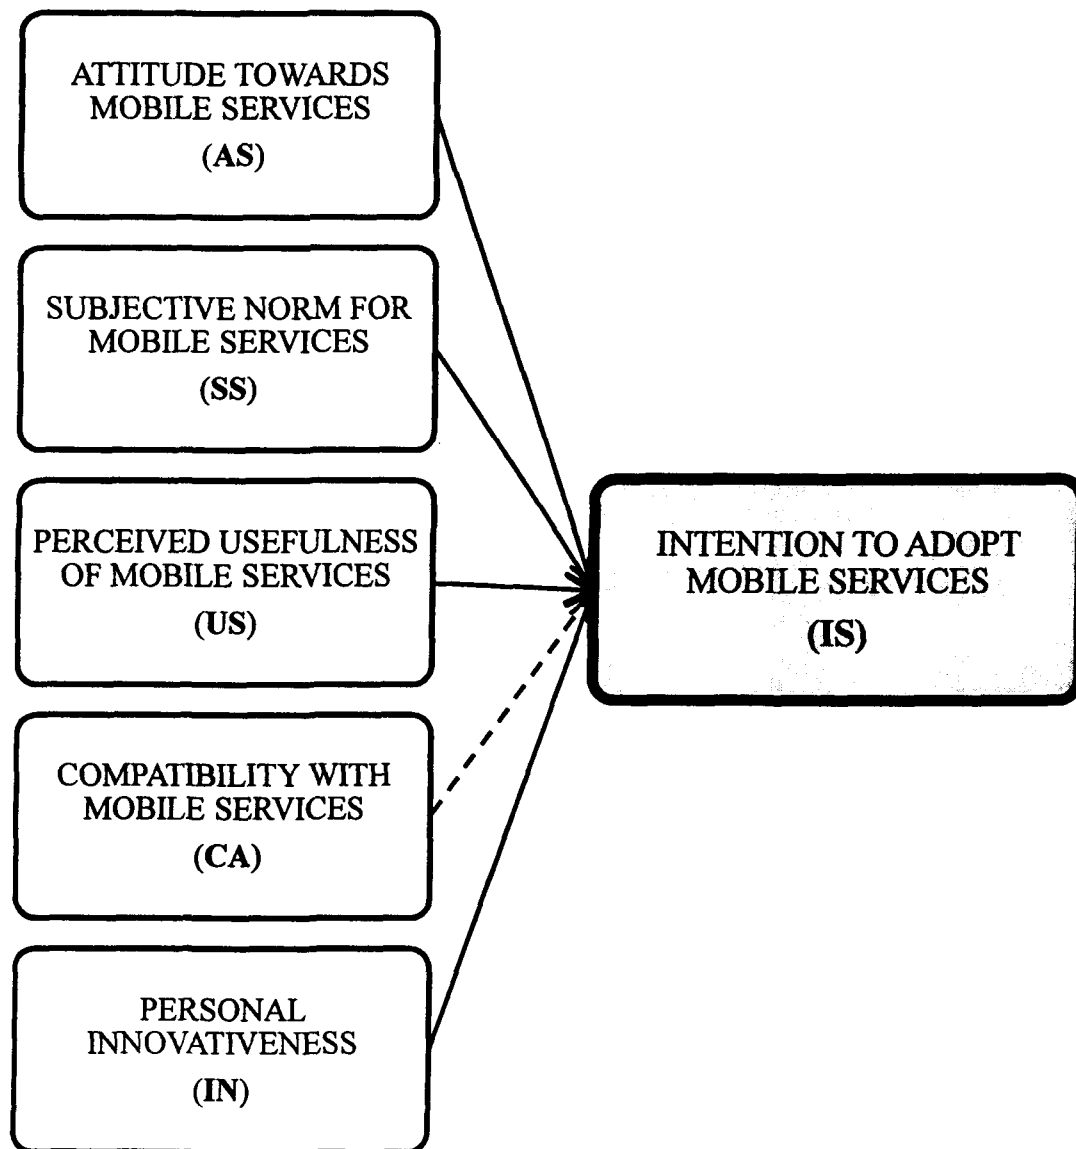 ATTITUDE TOWARDS
MOBILE SERVICES
(AS)
SUBJECTIVE NORM FOR
MOBILE SERVICES
(SS)
PERCEIVED USEFULNESS
OF MOBILE SERVICES
(US)
COMPATIBILITY WITH
MOBILE SERVICES
(CA)
PERSONAL
INNOVATIVENESS
(IN)
INTENTION TO ADOPT
MOBILE SERVICES
(IS)